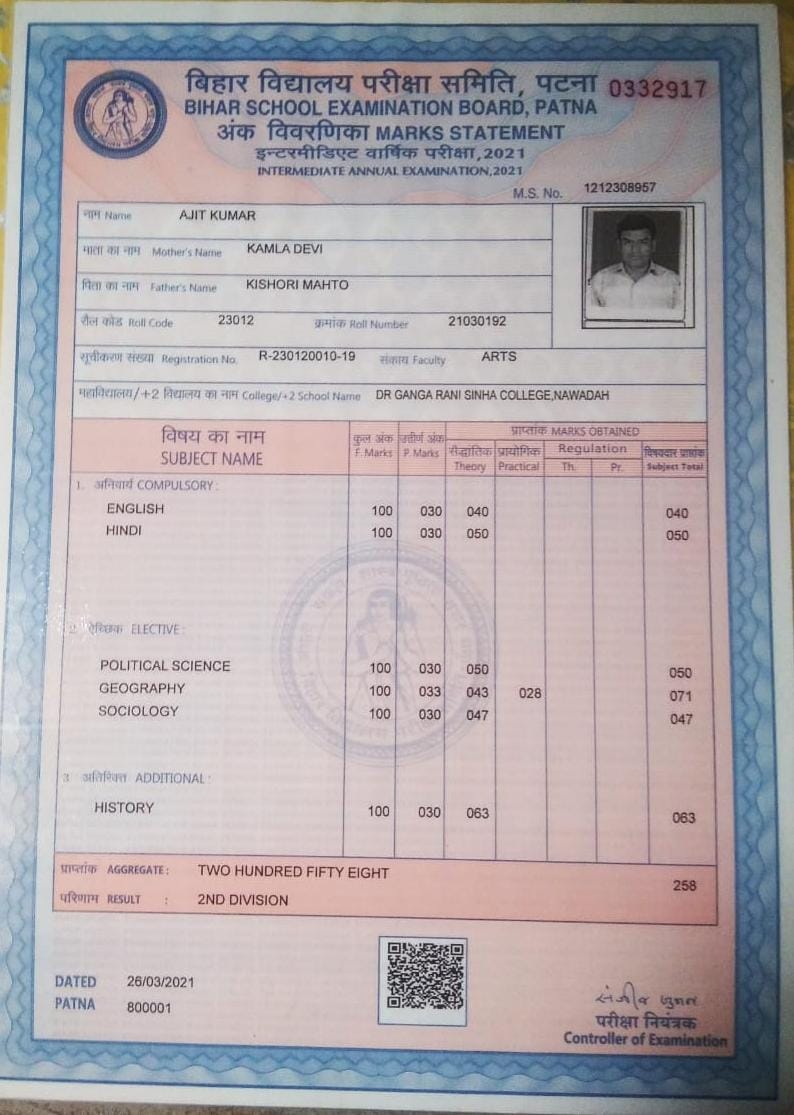 बिहार विद्यालय परीक्षा समिति, पटना 0332917
BIHAR SCHOOL EXAMINATION BOARD, PATNA
अंक विवरणिका MARKS STATEMENT
इन्टरमीडिएट वार्षिक परीक्षा,2021
INTERMEDIATE ANNUAL EXAMINATION,2021
M.S. No. 1212308957
नाम Name AJIT KUMAR
माता का नाम Mother's Name KAMLA DEVI
पिता का नाम Father's Name KISHORI MAHTO
रौल कोड Roll Code 23012 क्रमांक Roll Number 21030192
सूचीकरण संख्या Registration No. R-230120010-19 संकाय Faculty ARTS
महाविद्यालय/+2 विद्यालय का नाम College/+2 School Name DR GANGA RANI SINHA COLLEGE,NAWADAH
विषय का नाम कुल अंक उत्तीर्ण अंक प्राप्तांक MARKS OBTAINED
SUBJECT NAME F. Marks P. Marks सैद्धांतिक प्रायोगिक Regulation विषयवार प्राप्तांक
Theory Practical Th. Pr. Subject Total
1. अनिवार्य COMPULSORY :
ENGLISH 100 030 040 040
HINDI 100 030 050 050
2. ऐच्छिक ELECTIVE :
POLITICAL SCIENCE 100 030 050 050
GEOGRAPHY 100 033 043 028 071
SOCIOLOGY 100 030 047 047
3. अतिरिक्त ADDITIONAL :
HISTORY 100 030 063 063
प्राप्तांक AGGREGATE : TWO HUNDRED FIFTY EIGHT 258
परिणाम RESULT : 2ND DIVISION
DATED 26/03/2021
PATNA 800001
परीक्षा नियंत्रक
Controller of Examination